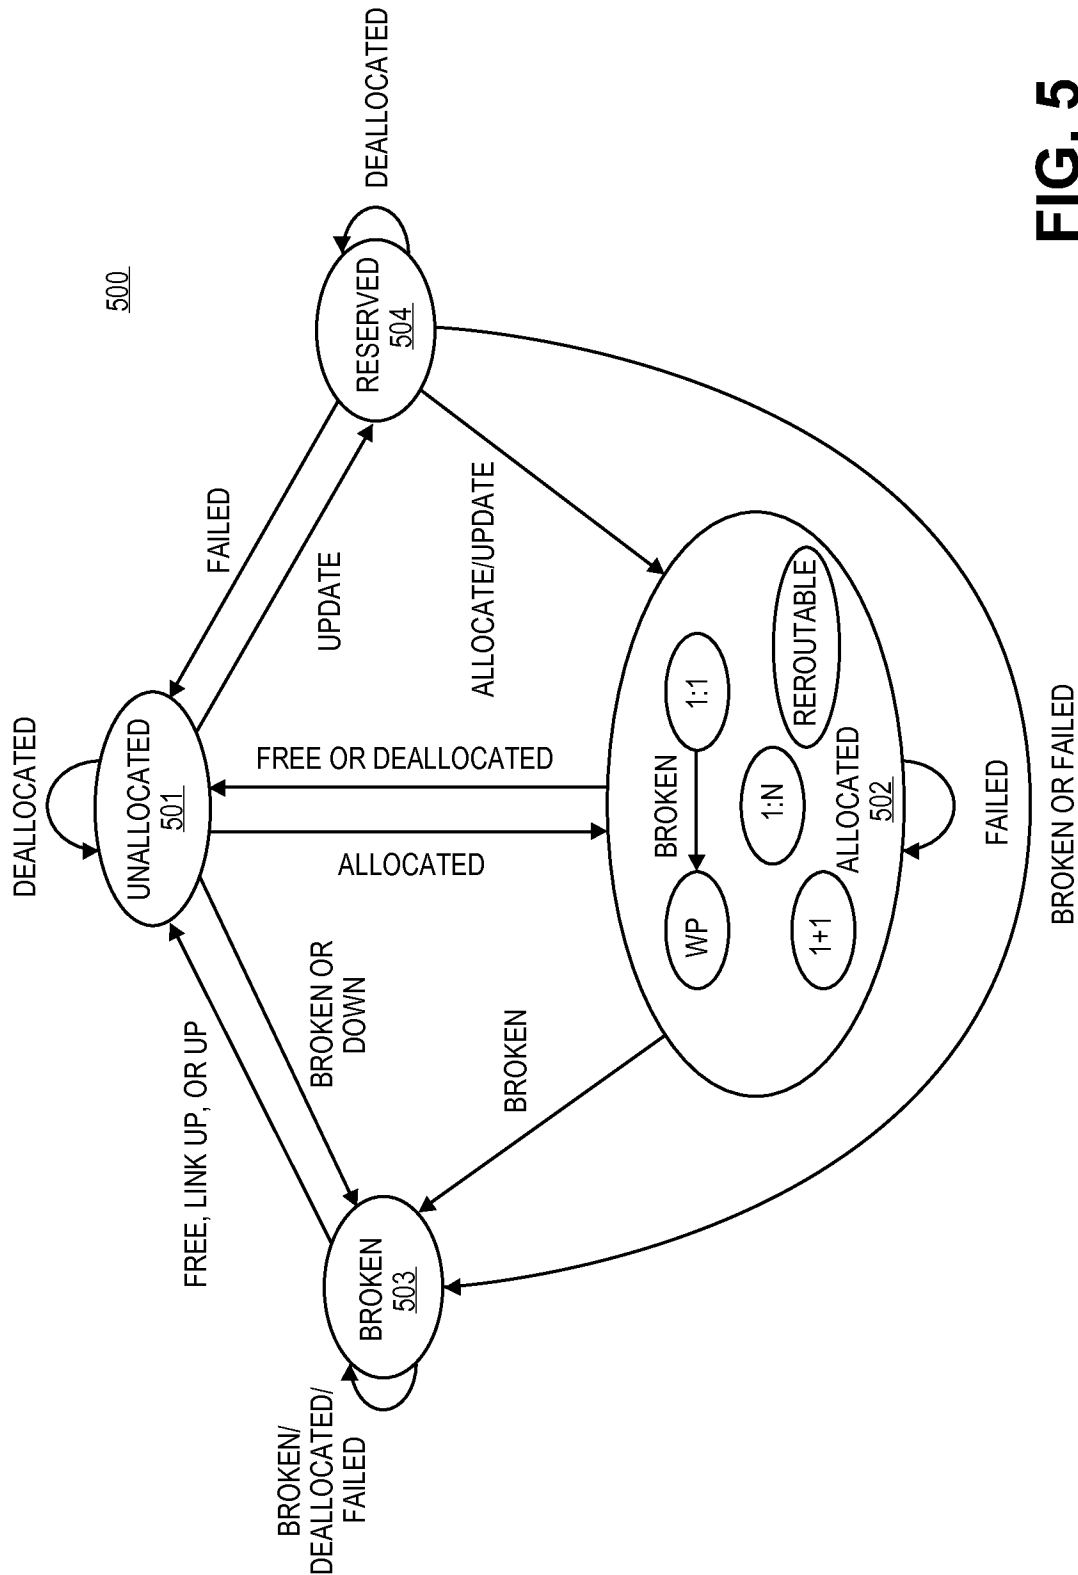 500
DEALLOCATED
UNALLOCATED
501
FREE, LINK UP, OR UP
BROKEN OR
DOWN
FAILED
UPDATE
BROKEN/
DEALLOCATED/
FAILED
BROKEN
503
RESERVED
504
DEALLOCATED
ALLOCATED
FREE OR DEALLOCATED
BROKEN
ALLOCATE/UPDATE
WP
BROKEN
1:1
1+1
1:N
REROUTABLE
ALLOCATED
502
FAILED
BROKEN OR FAILED
FIG. 5